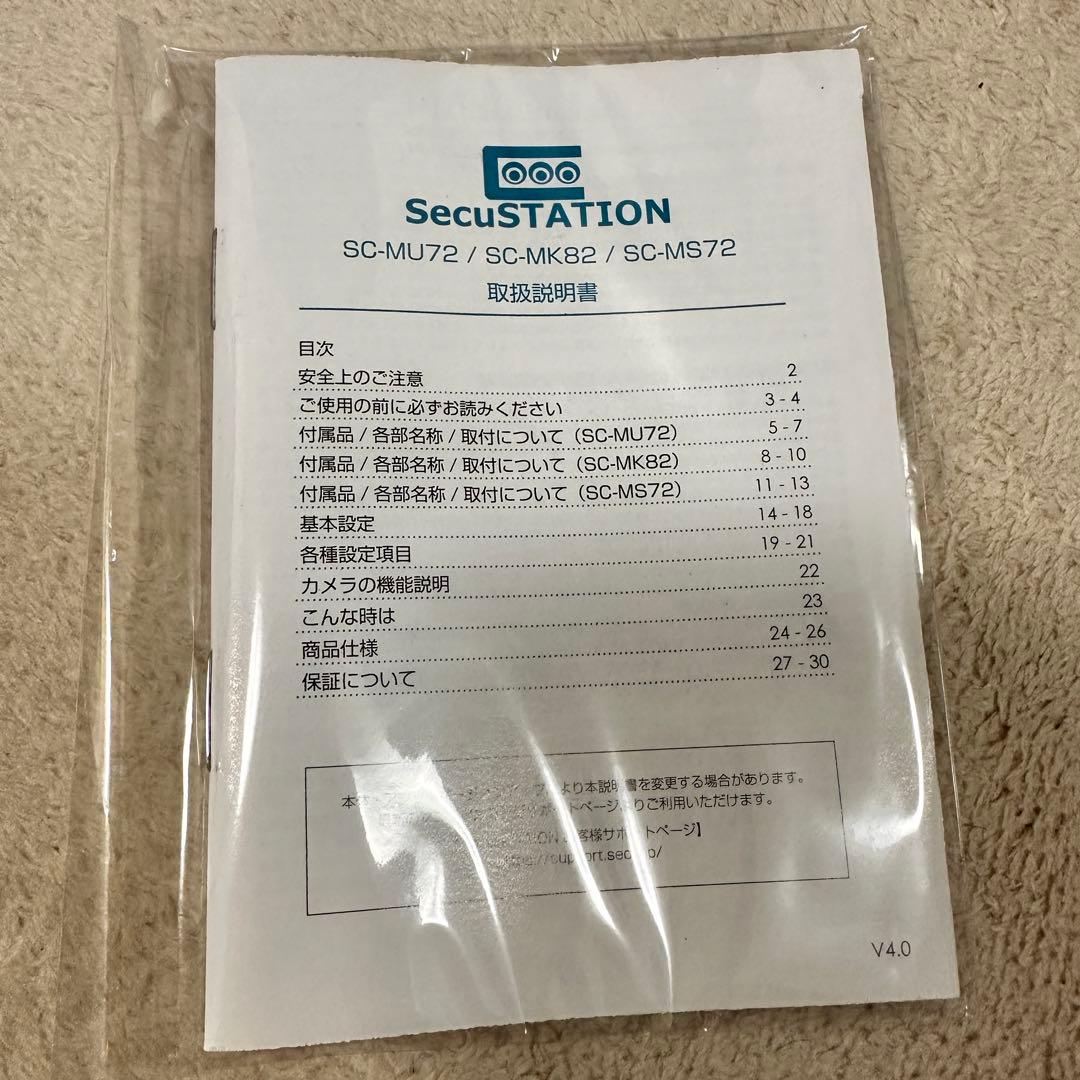 SecuSTATION
SC-MU72 / SC-MK82 / SC-MS72
取扱説明書
目次
安全上のご注意 2
ご使用の前に必ずお読みください 3 - 4
付属品 / 各部名称 / 取付について（SC-MU72） 5 - 7
付属品 / 各部名称 / 取付について（SC-MK82） 8 - 10
付属品 / 各部名称 / 取付について（SC-MS72） 11 - 13
基本設定 14 - 18
各種設定項目 19 - 21
カメラの機能説明 22
こんな時は 23
商品仕様 24 - 26
保証について 27 - 30
より本説明書を変更する場合があります。
ご利用いただけます。
客様サポートページ】
V4.0